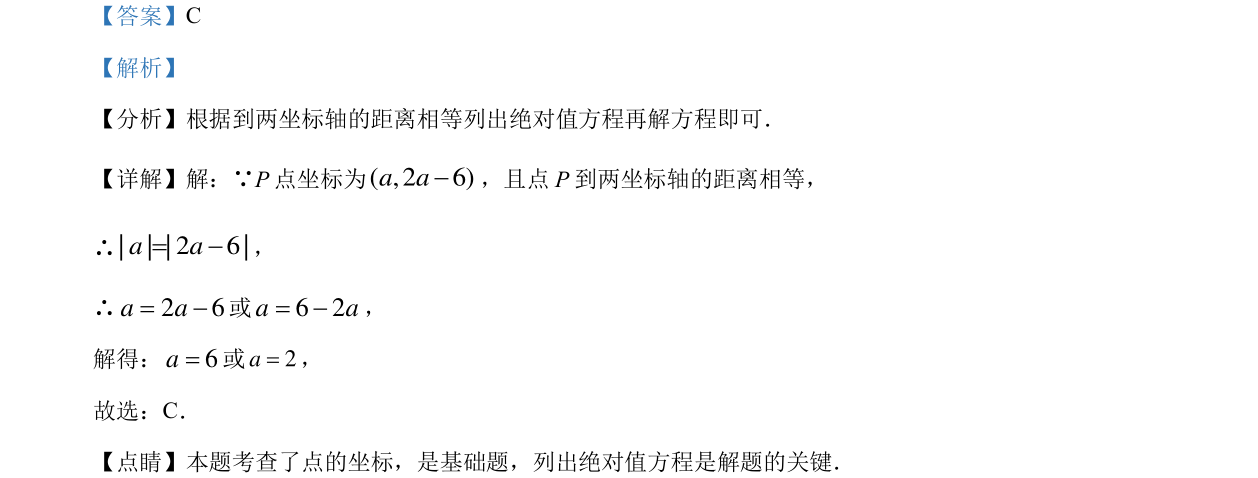 【答案】C
【解析】
【分析】根据到两坐标轴的距离相等列出绝对值方程再解方程即可．
【详解】解：∵P 点坐标为(a,2a−6)，且点 P 到两坐标轴的距离相等，
∴|a|=|2a−6|，
∴a=2a−6或a=6−2a，
解得：a=6或a=2，
故选：C．
【点睛】本题考查了点的坐标，是基础题，列出绝对值方程是解题的关键．